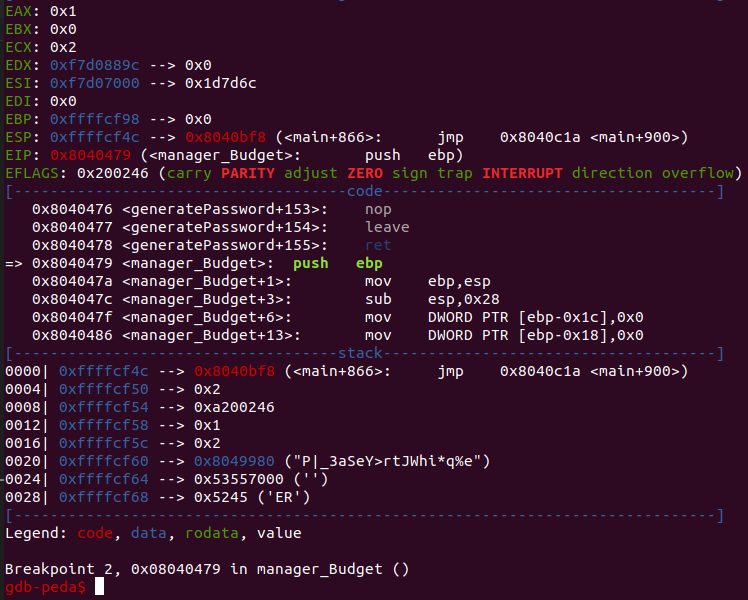 EAX: 0x1
EBX: 0x0
ECX: 0x2
EDX: 0xf7d0889c --> 0x0
ESI: 0xf7d07000 --> 0x1d7d6c
EDI: 0x0
EBP: 0xffffcf98 --> 0x0
ESP: 0xffffcf4c --> 0x8040bf8 (<main+866>: jmp 0x8040c1a <main+900>)
EIP: 0x8040479 (<manager_Budget>: push ebp)
EFLAGS: 0x200246 (carry PARITY adjust ZERO sign trap INTERRUPT direction overflow)
[-------------------------------------code-------------------------------------]
0x8040476 <generatePassword+153>: nop
0x8040477 <generatePassword+154>: leave
0x8040478 <generatePassword+155>: ret
=> 0x8040479 <manager_Budget>: push ebp
0x804047a <manager_Budget+1>: mov ebp,esp
0x804047c <manager_Budget+3>: sub esp,0x28
0x804047f <manager_Budget+6>: mov DWORD PTR [ebp-0x1c],0x0
0x8040486 <manager_Budget+13>: mov DWORD PTR [ebp-0x18],0x0
[------------------------------------stack-------------------------------------]
0000| 0xffffcf4c --> 0x8040bf8 (<main+866>: jmp 0x8040c1a <main+900>)
0004| 0xffffcf50 --> 0x2
0008| 0xffffcf54 --> 0xa200246
0012| 0xffffcf58 --> 0x1
0016| 0xffffcf5c --> 0x2
0020| 0xffffcf60 --> 0x8049980 ("P|_3aSeY>rtJWhi*q%e")
0024| 0xffffcf64 --> 0x53557000 ('')
0028| 0xffffcf68 --> 0x5245 ('ER')
[------------------------------------------------------------------------------]
Legend: code, data, rodata, value
Breakpoint 2, 0x08040479 in manager_Budget ()
gdb-peda$